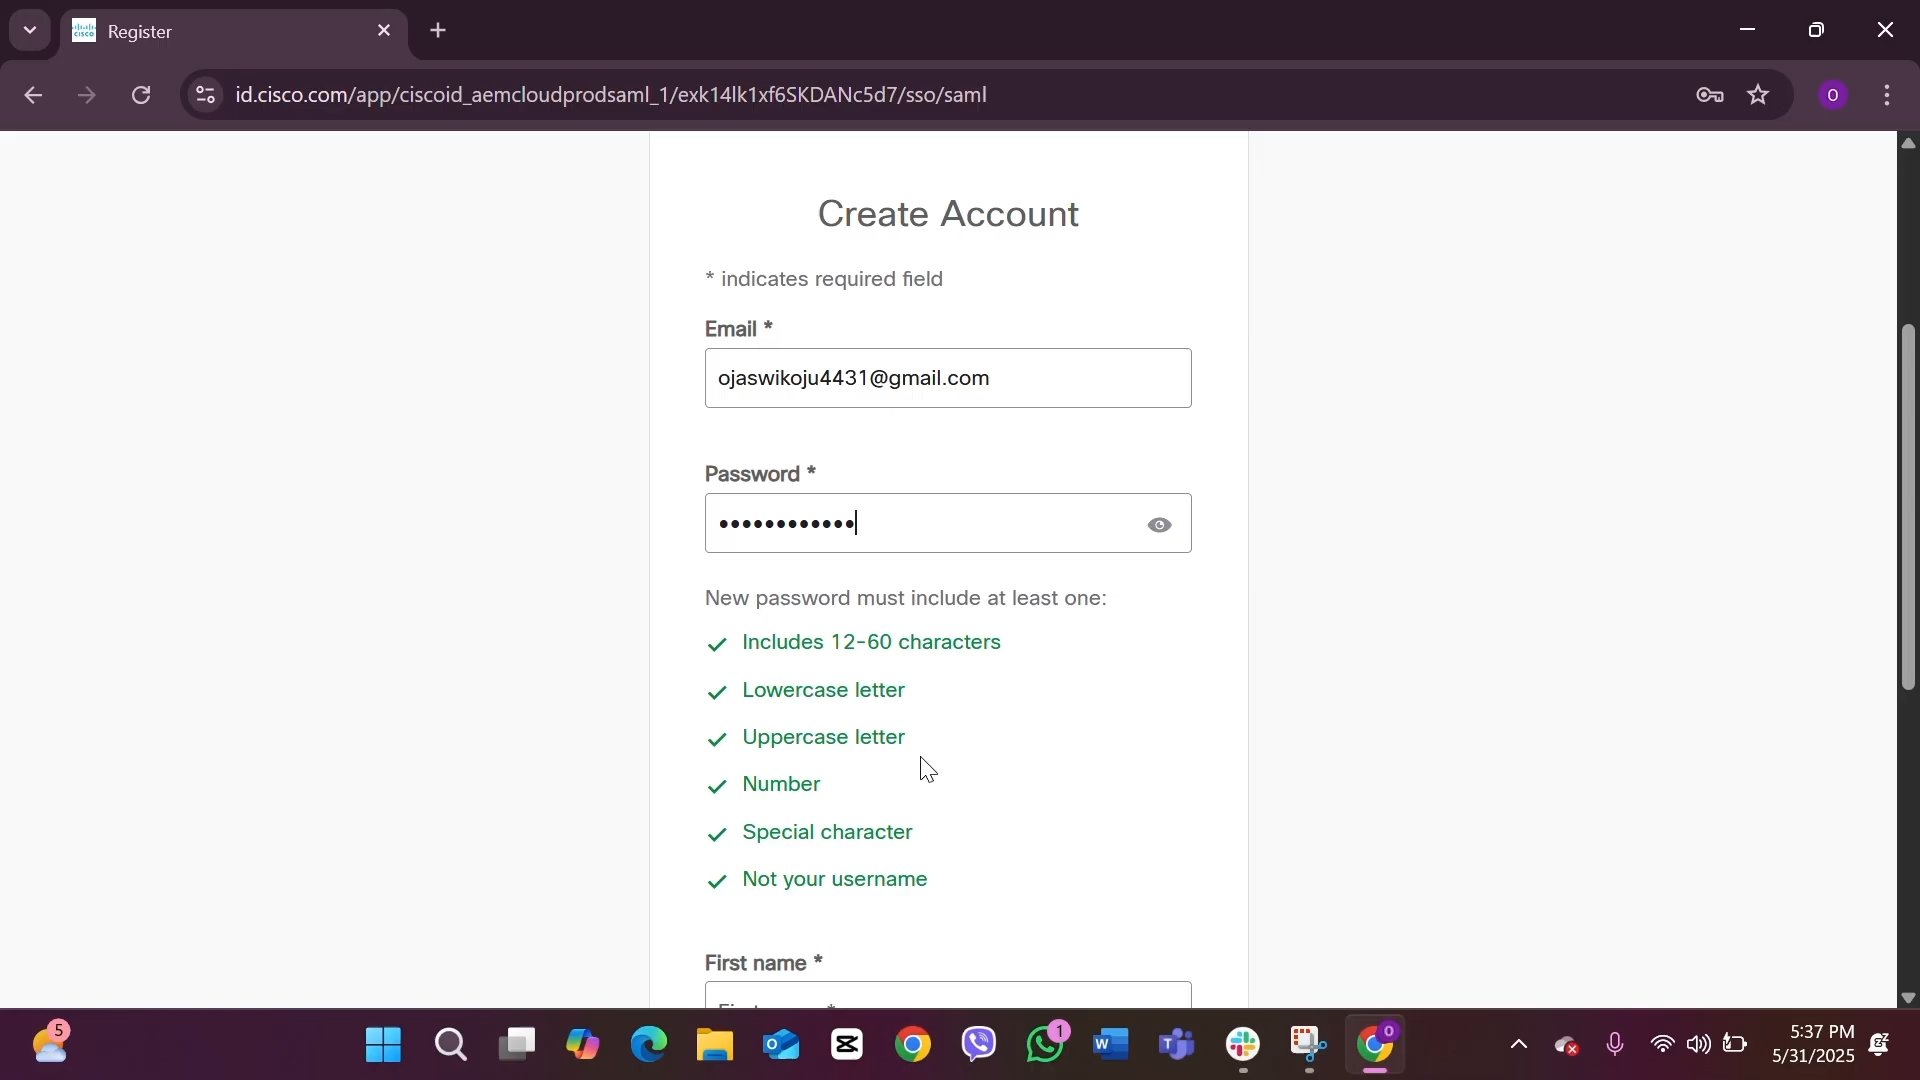 Register
id.cisco.com/app/ciscoid_aemcloudprodsaml_1/exk14lk1xf6SKDANc5d7/sso/saml
O
Create Account
* indicates required field
Email *
ojaswikoju4431@gmail.com
Password *
••••••••••••
New password must include at least one:
Includes 12-60 characters
Lowercase letter
Uppercase letter
Number
Special character
Not your username
First name *
5
1
5:37 PM
5/31/2025